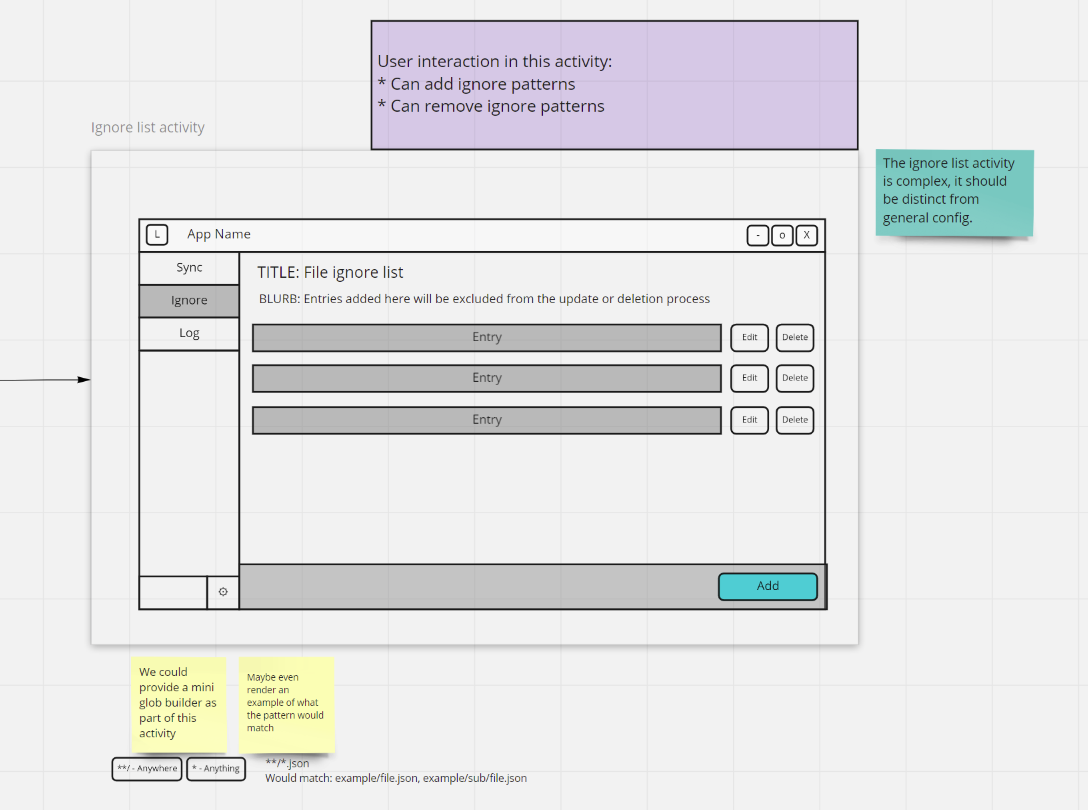 User interaction in this activity:
* Can add ignore patterns
* Can remove ignore patterns
Ignore list activity
The ignore list activity
is complex, it should
be distinct from
general config.
L
App Name
- o X
Sync
Ignore
Log
TITLE: File ignore list
BLURB: Entries added here will be excluded from the update or deletion process
Entry Edit Delete
Entry Edit Delete
Entry Edit Delete
Add
We could
provide a mini
glob builder as
part of this
activity
Maybe even
render an
example of what
the pattern would
match
**/ - Anywhere
* - Anything
**/*.json
Would match: example/file.json, example/sub/file.json